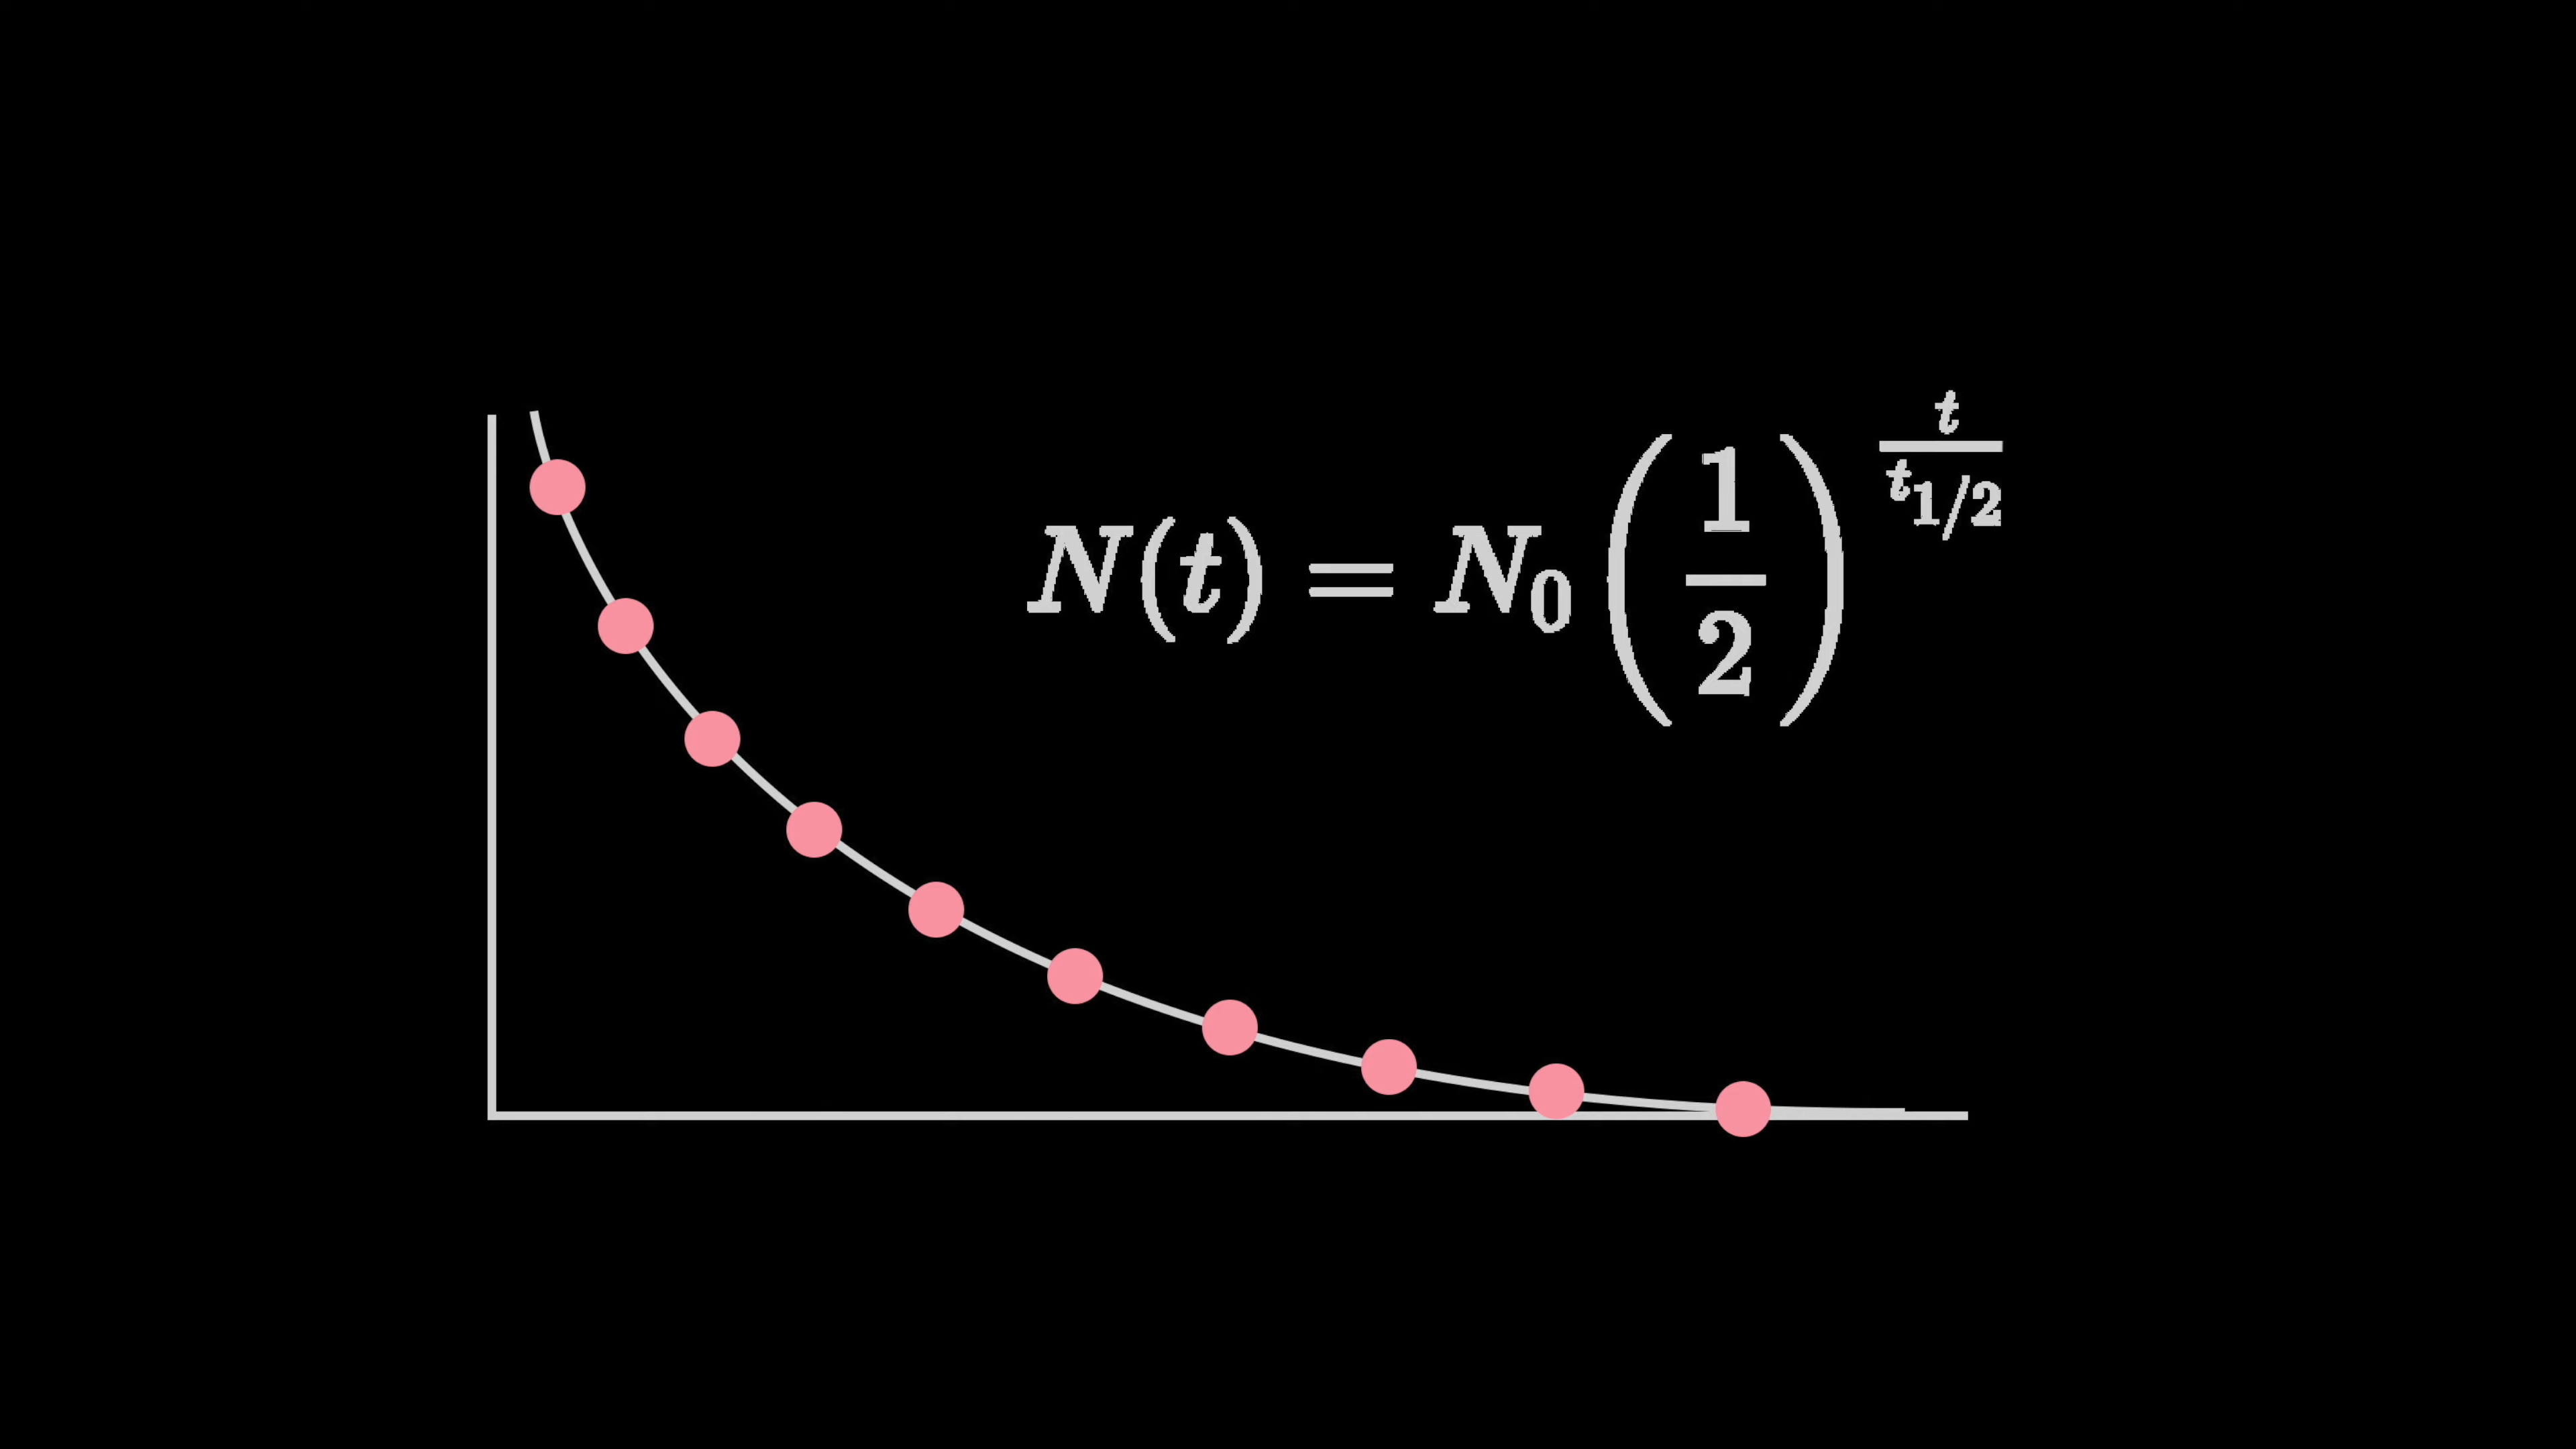 N(t) = N₀ (1/2)^(t/t₁/₂)